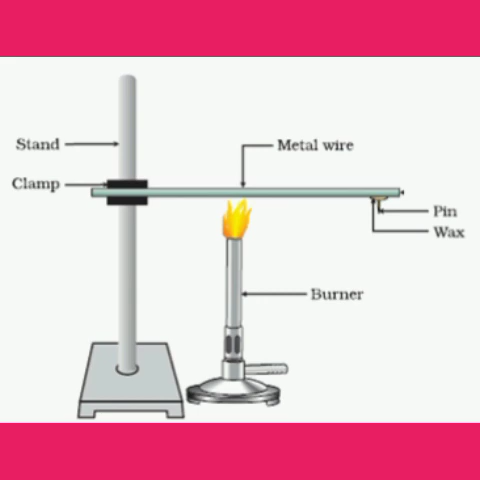 Stand
Metal wire
Clamp
Pin
Wax
Burner